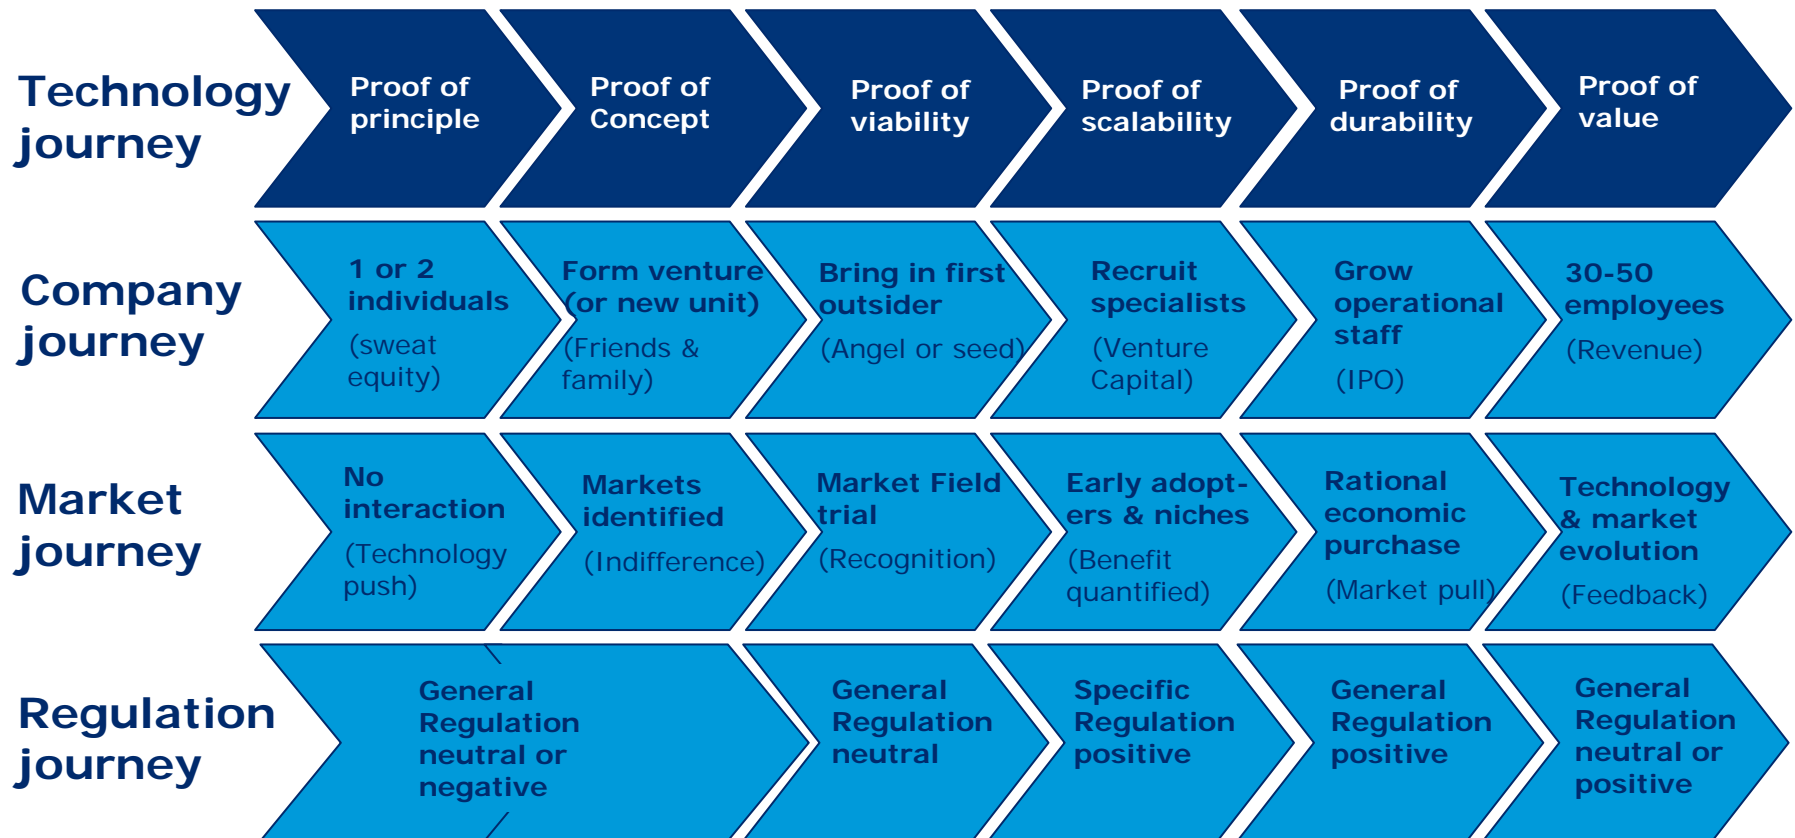 Technology
journey
Proof of
principle
Proof of
Concept
Proof of
viability
Proof of
scalability
Proof of
durability
Proof of
value
Company
journey
1 or 2
individuals
(sweat
equity)
Form venture
(or new unit)
(Friends &
family)
Bring in first
outsider
(Angel or seed)
Recruit
specialists
(Venture
Capital)
Grow
operational
staff
(IPO)
30-50
employees
(Revenue)
Market
journey
No
interaction
(Technology
push)
Markets
identified
(Indifference)
Market Field
trial
(Recognition)
Early adopt-
ers & niches
(Benefit
quantified)
Rational
economic
purchase
(Market pull)
Technology
& market
evolution
(Feedback)
Regulation
journey
General
Regulation
neutral or
negative
General
Regulation
neutral
Specific
Regulation
positive
General
Regulation
positive
General
Regulation
neutral or
positive